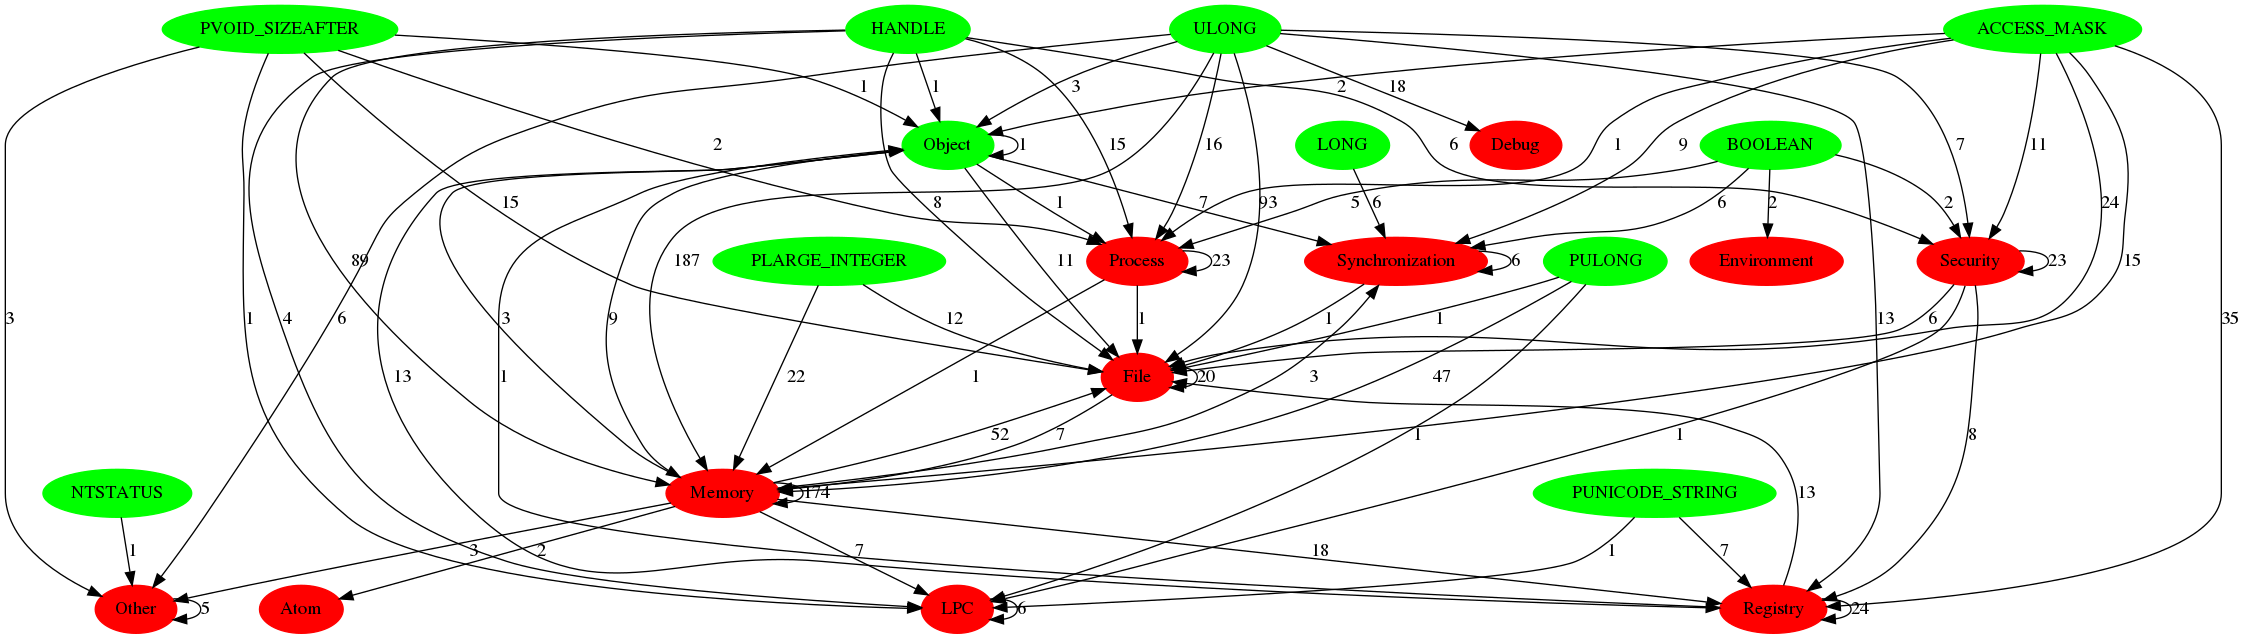 PVOID_SIZEAFTER HANDLE ULONG ACCESS_MASK
1 1 3 18 2
Object 1 LONG Debug BOOLEAN
2 15 16 6 1 9 7 11
15 8 1 7 93 6 5 6 2 2 24
89 187 PLARGE_INTEGER Process 23 Synchronization 6 PULONG Environment Security 23 15
3 1 4 6 3 9 12 11 1 1 1 13 6 35
13 1 22 1 File 20 3 47
52 7 1 1 8
NTSTATUS Memory 174 PUNICODE_STRING 13
1 3 2 7 18 1 7
Other 5 Atom LPC 6 Registry 24